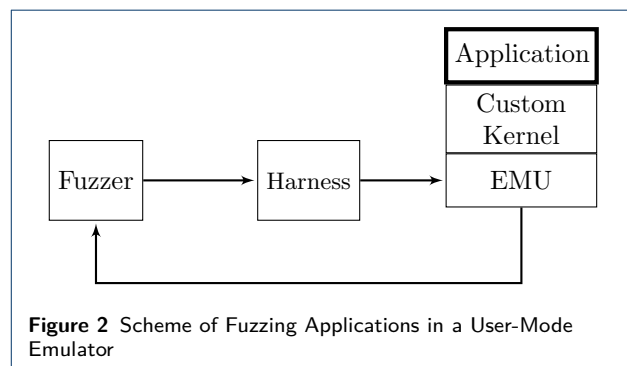 Application
Custom
Kernel
Fuzzer
Harness
EMU
Figure 2 Scheme of Fuzzing Applications in a User-Mode
Emulator